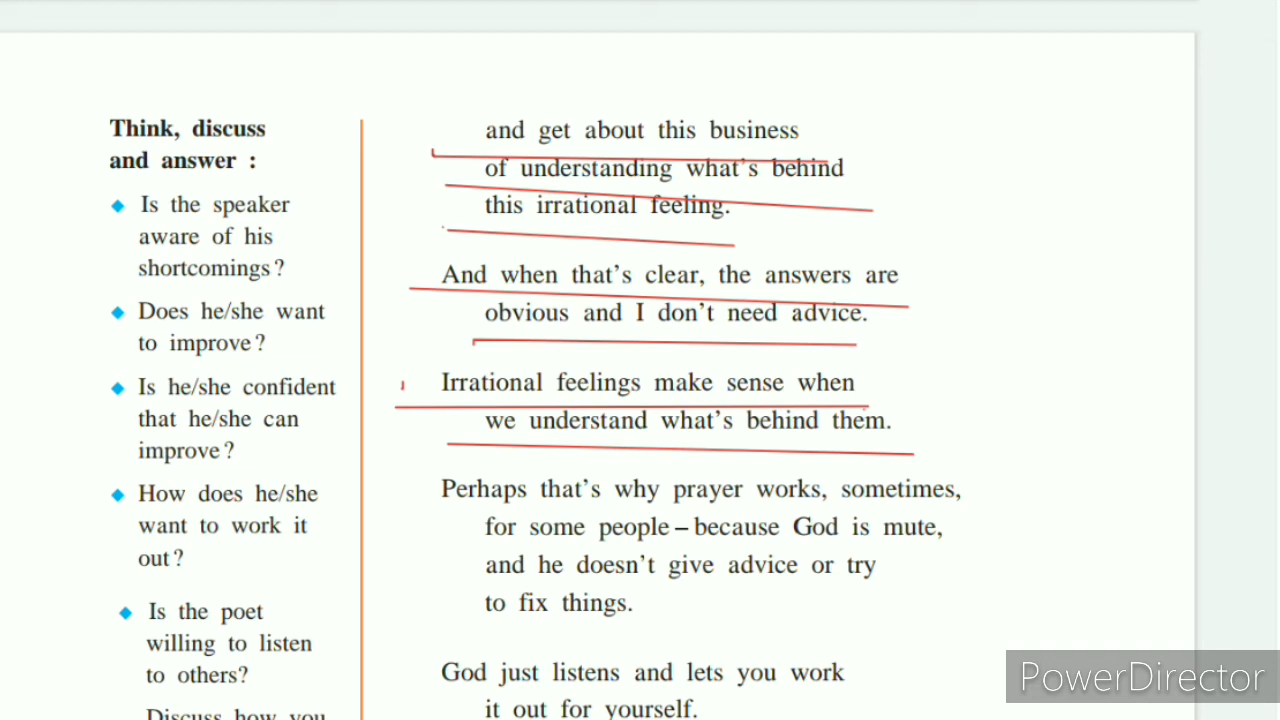 Think, discuss
and answer :
Is the speaker
aware of his
shortcomings?
Does he/she want
to improve?
Is he/she confident
that he/she can
improve?
How does he/she
want to work it
out?
Is the poet
willing to listen
to others?
Discuss how you
and get about this business
of understanding what's behind
this irrational feeling.
And when that's clear, the answers are
obvious and I don't need advice.
Irrational feelings make sense when
we understand what's behind them.
Perhaps that's why prayer works, sometimes,
for some people – because God is mute,
and he doesn't give advice or try
to fix things.
God just listens and lets you work
it out for yourself.
PowerDirector